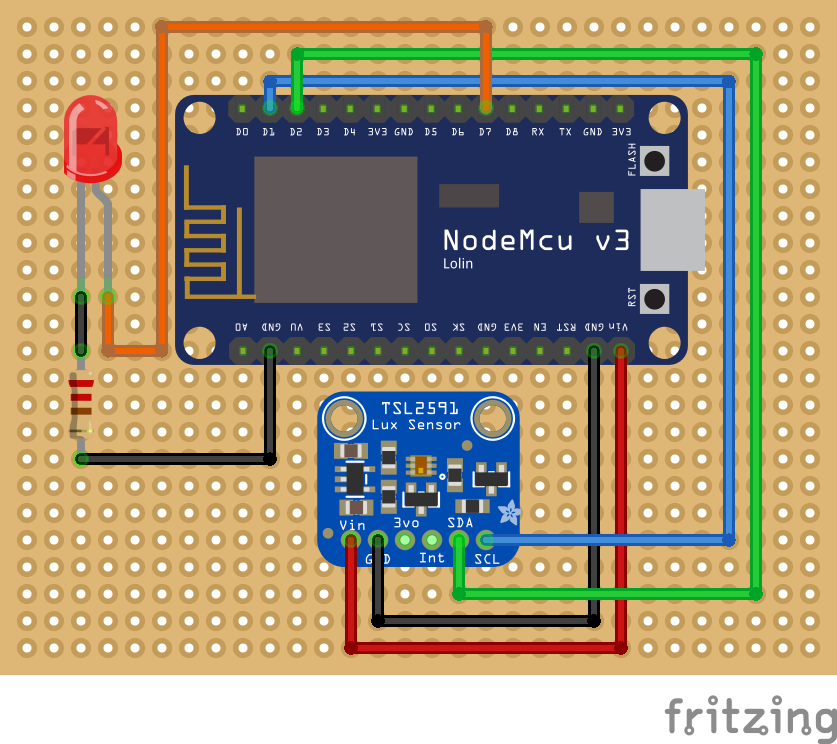 D0 D1 D2 D3 D4 3V3 GND D5 D6 D7 D8 RX TX GND 3V3
FLASH
NodeMcu v3
Lolin
RST
A0 GND VU S3 S2 S1 SC S0 SK GND 3V3 EN RST GND Vin
TSL2591
Lux Sensor
Vin 3vo SDA
GND Int SCL
fritzing